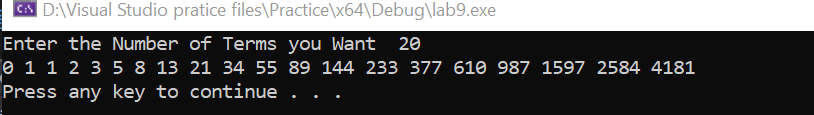 D:\Visual Studio pratice files\Practice\x64\Debug\lab9.exe
Enter the Number of Terms you Want  20
0 1 1 2 3 5 8 13 21 34 55 89 144 233 377 610 987 1597 2584 4181
Press any key to continue . . .